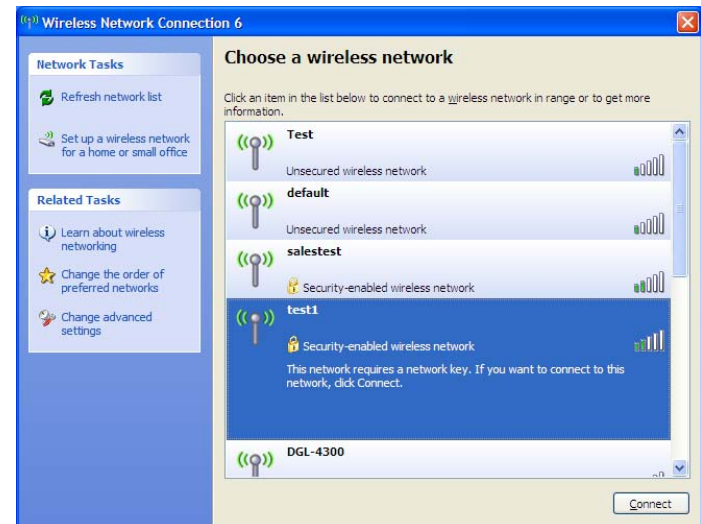 Wireless Network Connection 6
Network Tasks
Refresh network list
Set up a wireless network
for a home or small office
Related Tasks
Learn about wireless
networking
Change the order of
preferred networks
Change advanced
settings
Choose a wireless network
Click an item in the list below to connect to a wireless network in range or to get more
information.
Test
Unsecured wireless network
default
Unsecured wireless network
salestest
Security-enabled wireless network
test1
Security-enabled wireless network
This network requires a network key. If you want to connect to this
network, click Connect.
DGL-4300
Connect